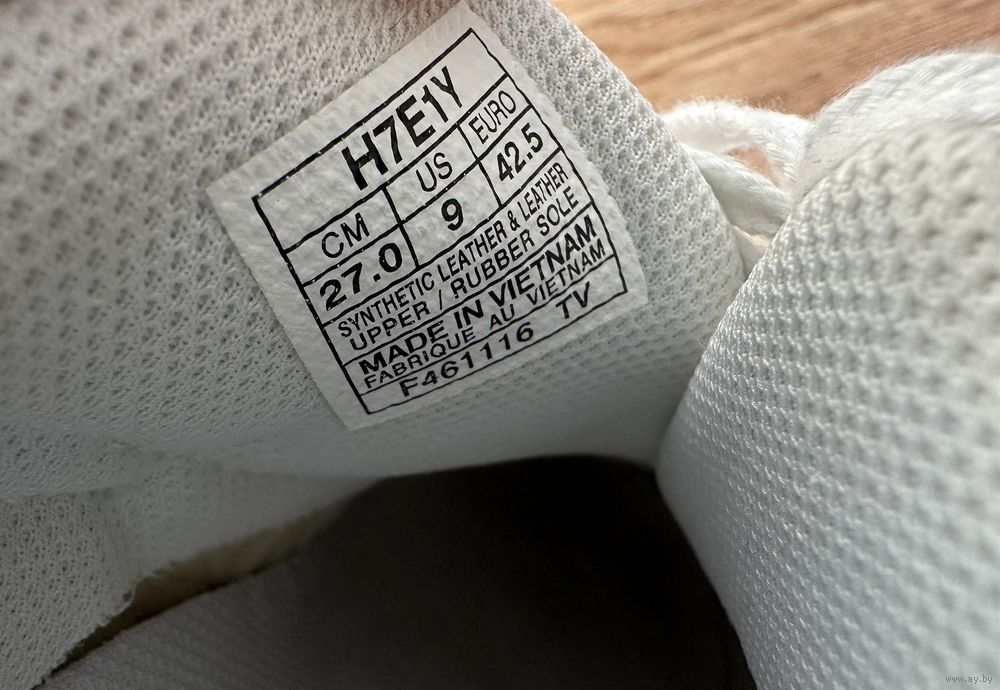 H7E1Y
CM US EURO
27.0 9 42.5
SYNTHETIC LEATHER & LEATHER
UPPER / RUBBER SOLE
MADE IN VIETNAM
FABRIQUE AU VIETNAM
F461116 TV
www.ay.by